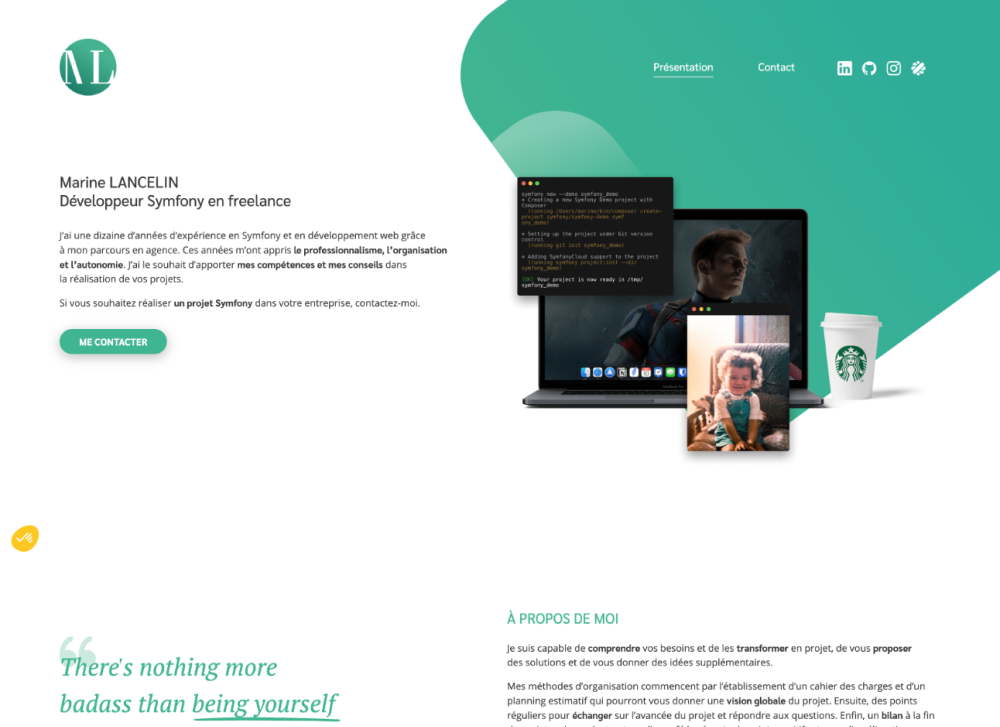 ML
Présentation
Contact
Marine LANCELIN
Développeur Symfony en freelance
J'ai une dizaine d'années d'expérience en Symfony et en développement web grâce
à mon parcours en agence. Ces années m'ont appris le professionnalisme, l'organisation
et l'autonomie. J'ai le souhait d'apporter mes compétences et mes conseils dans
la réalisation de vos projets.
Si vous souhaitez réaliser un projet Symfony dans votre entreprise, contactez-moi.
ME CONTACTER
symfony new --demo symfony_demo
* Creating a new Symfony Demo project with
Composer
(running /Users/marine/bin/composer create-
project symfony/symfony-demo symf
ony_demo)
* Setting up the project under Git version
control
(running git init symfony_demo)
* Adding SymfonyCloud support to the project
(running symfony project:init --dir
symfony_demo)
[OK] Your project is now ready in /tmp/
symfony_demo
There's nothing more
badass than being yourself
À PROPOS DE MOI
Je suis capable de comprendre vos besoins et de les transformer en projet, de vous proposer
des solutions et de vous donner des idées supplémentaires.
Mes méthodes d'organisation commencent par l'établissement d'un cahier des charges et d'un
planning estimatif qui pourront vous donner une vision globale du projet. Ensuite, des points
réguliers pour échanger sur l'avancée du projet et répondre aux questions. Enfin, un bilan à la fin